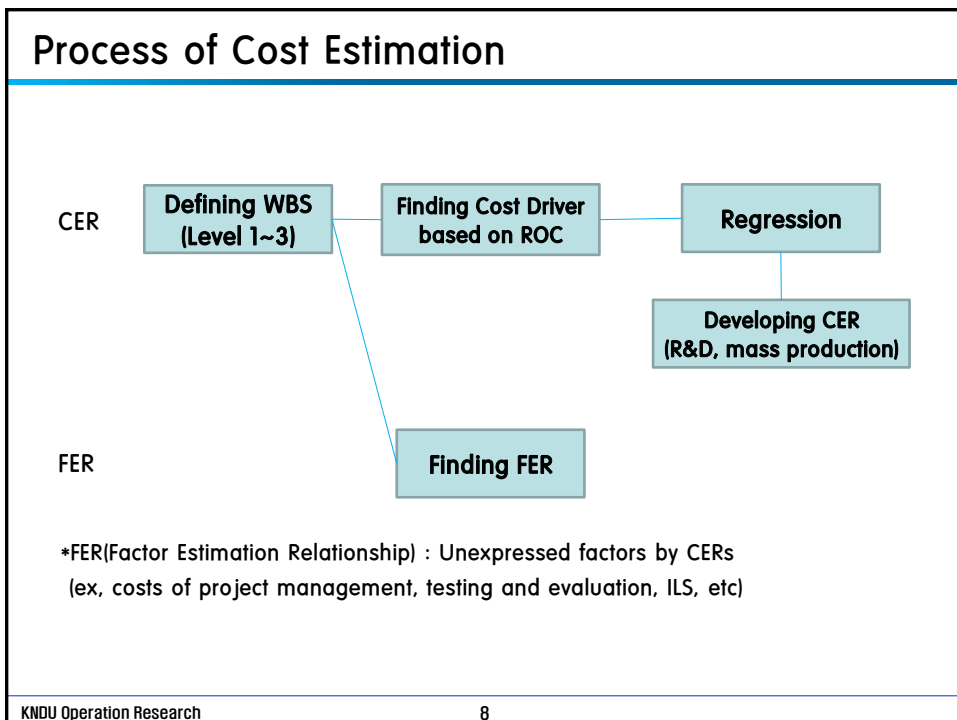 Process of Cost Estimation
CER
Defining WBS
(Level 1~3)
Finding Cost Driver
based on ROC
Regression
Developing CER
(R&D, mass production)
FER
Finding FER
*FER(Factor Estimation Relationship) : Unexpressed factors by CERs
(ex, costs of project management, testing and evaluation, ILS, etc)
KNDU Operation Research
8